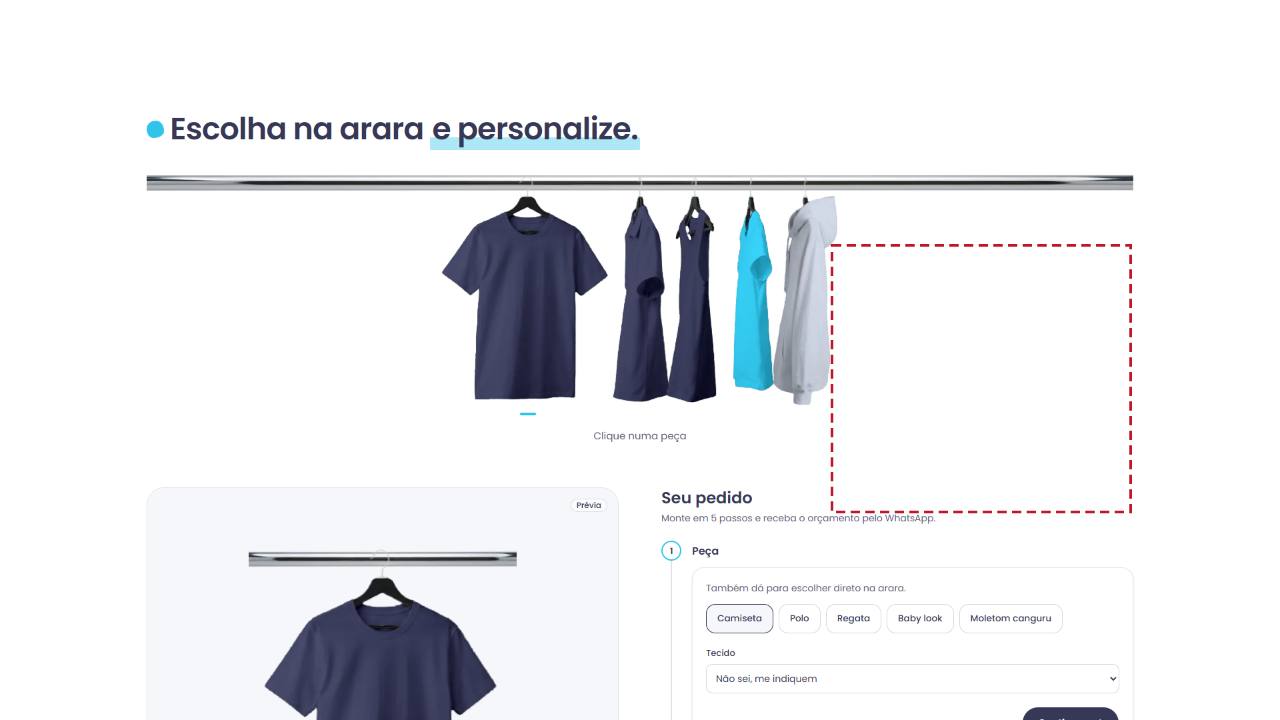 Escolha na arara e personalize.
Clique numa peça
Prévia
Seu pedido
Monte em 5 passos e receba o orçamento pelo WhatsApp.
1
Peça
Também dá para escolher direto na arara.
Camiseta
Polo
Regata
Baby look
Moletom canguru
Tecido
Não sei, me indiquem